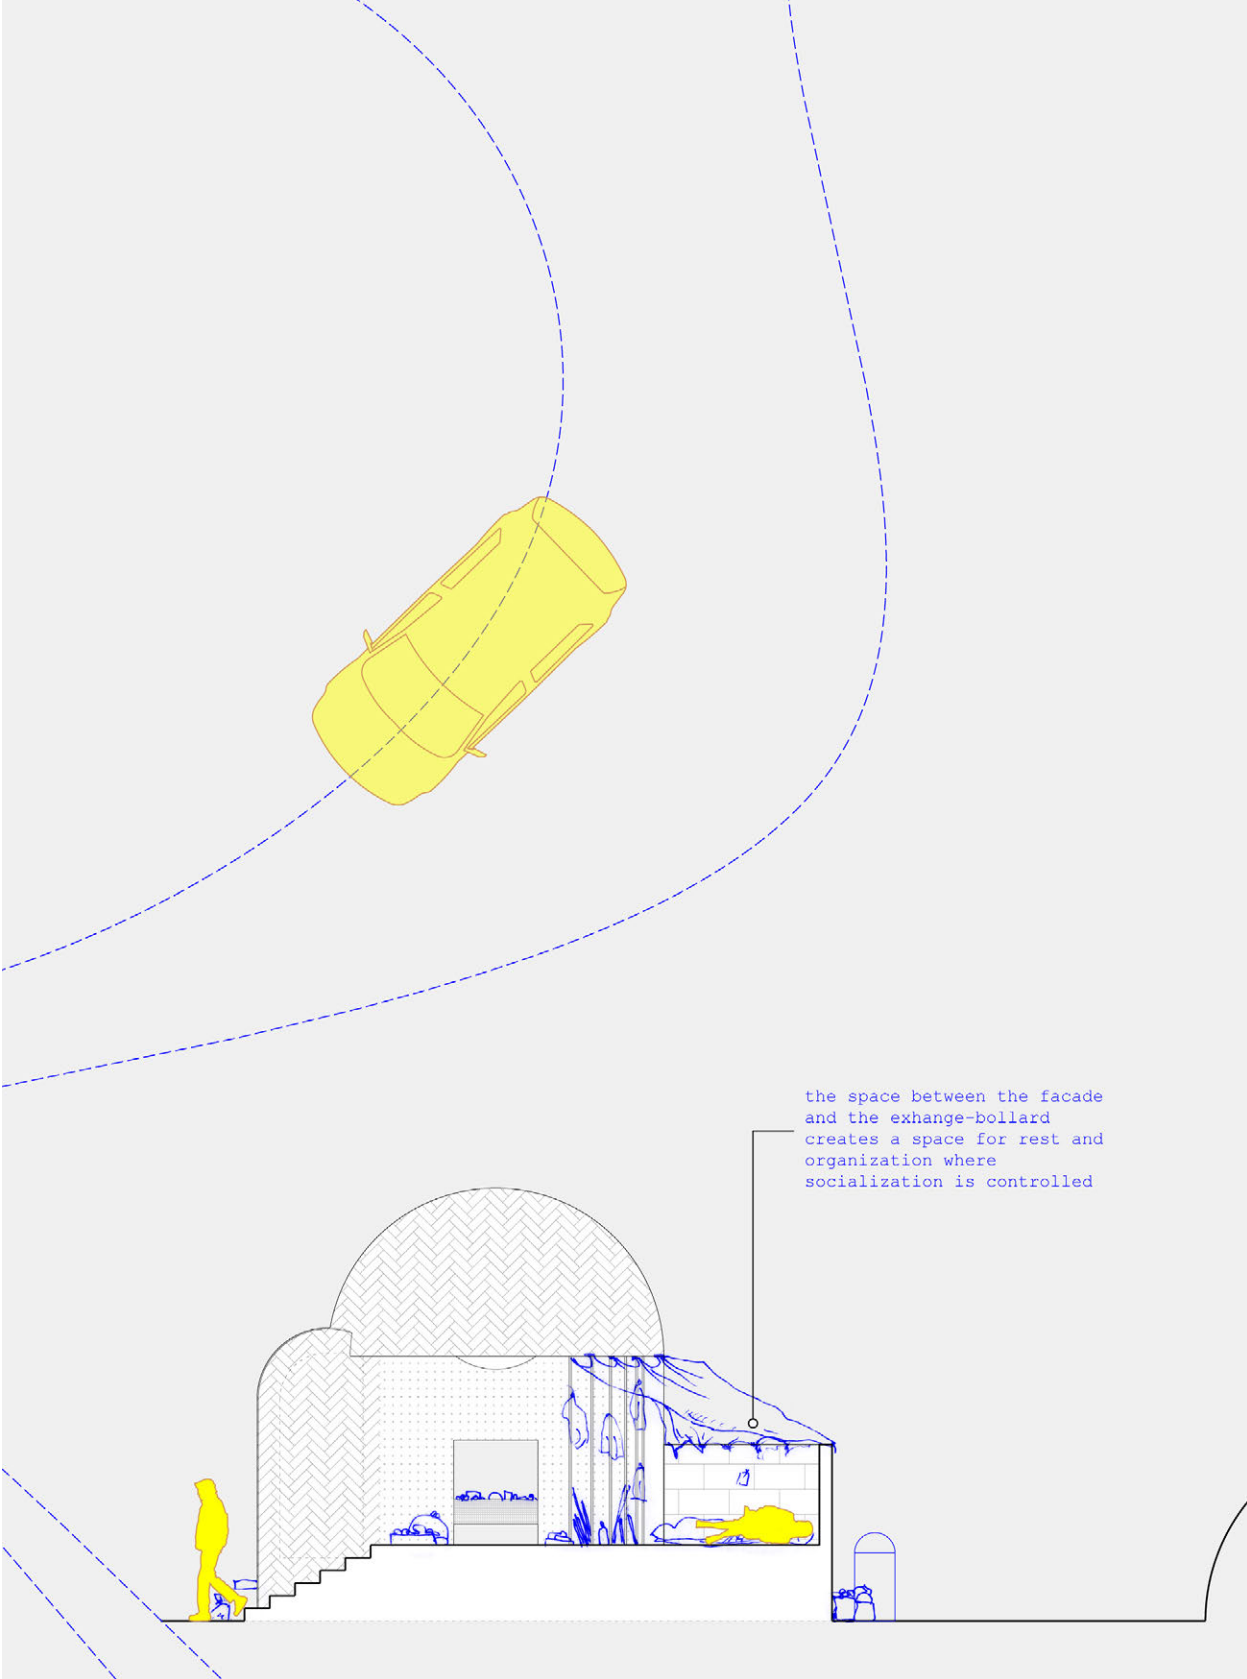 the space between the facade
and the exhange-bollard
creates a space for rest and
organization where
socialization is controlled